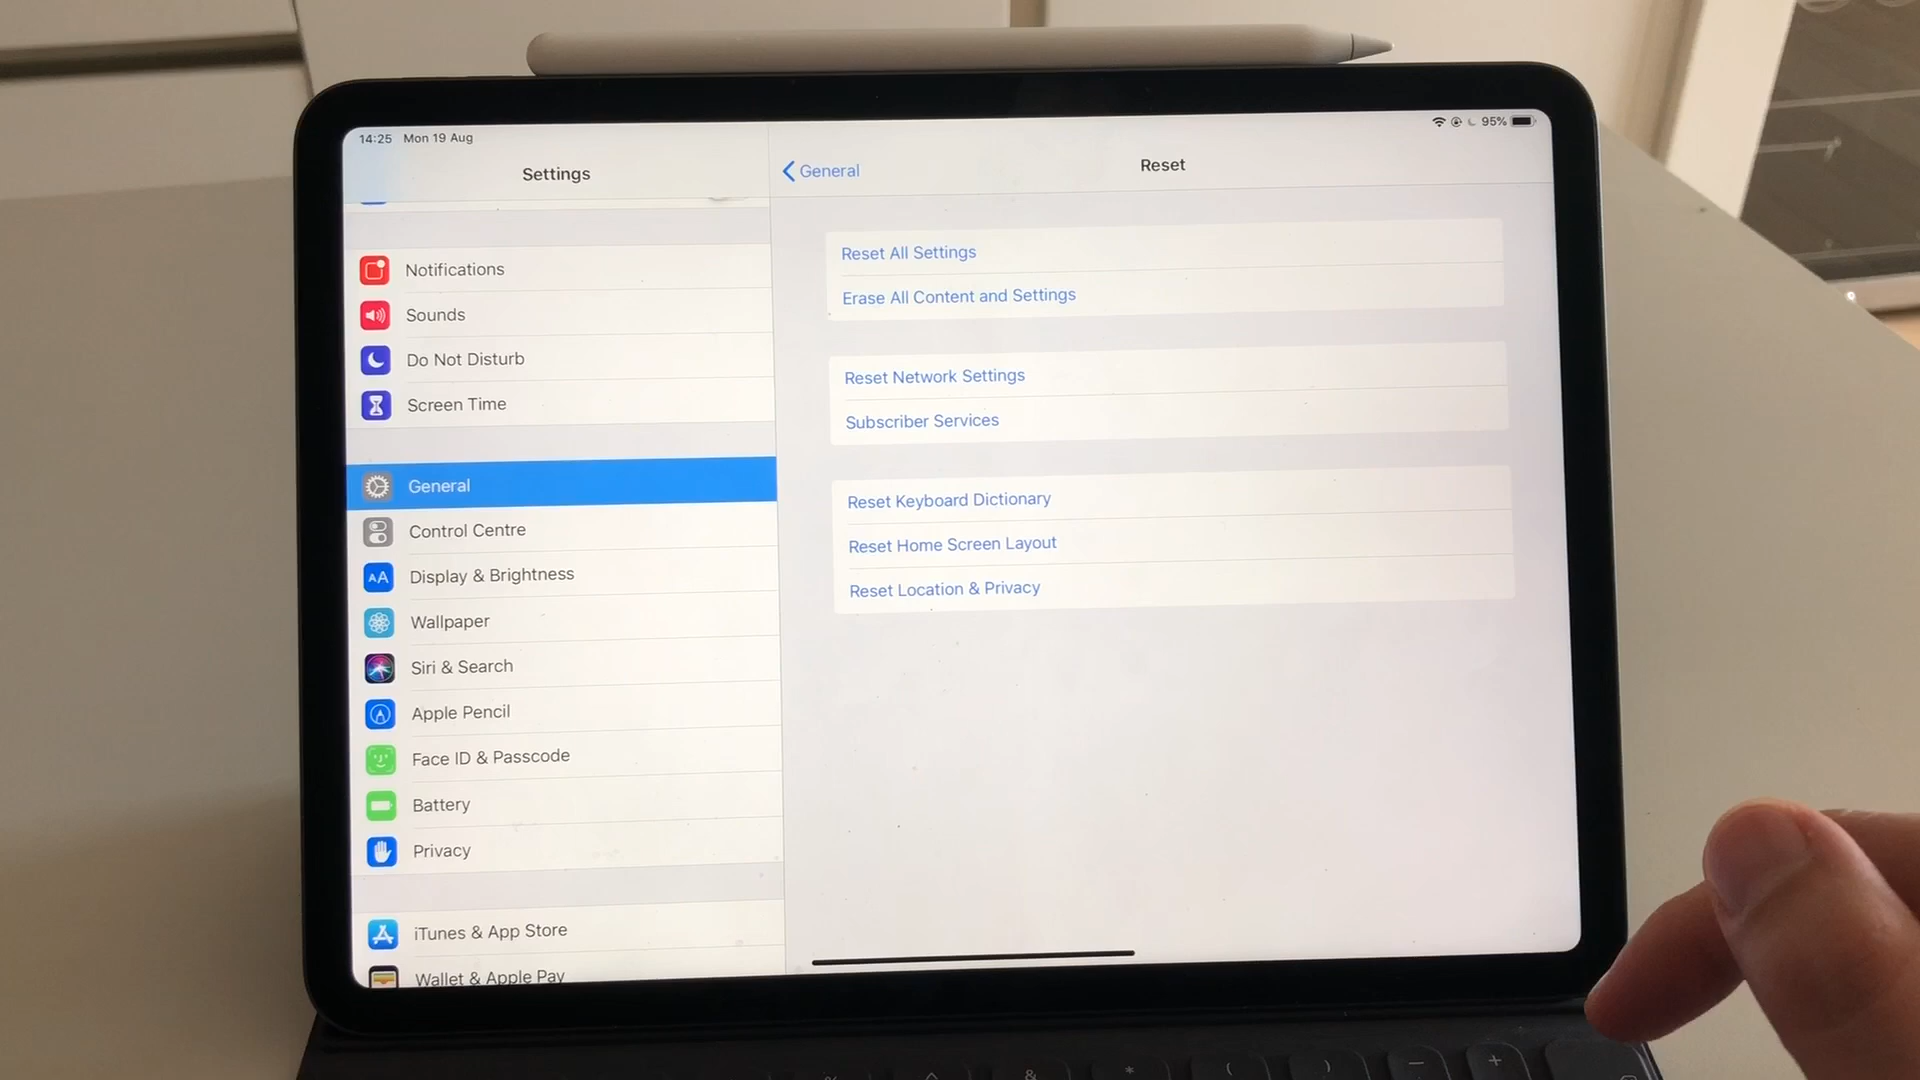 14:25 Mon 19 Aug
95%
Settings
Notifications
Sounds
Do Not Disturb
Screen Time
General
Control Centre
AA Display & Brightness
Wallpaper
Siri & Search
Apple Pencil
Face ID & Passcode
Battery
Privacy
iTunes & App Store
Wallet & Apple Pay
General
Reset
Reset All Settings
Erase All Content and Settings
Reset Network Settings
Subscriber Services
Reset Keyboard Dictionary
Reset Home Screen Layout
Reset Location & Privacy
^ & * ( ) − +